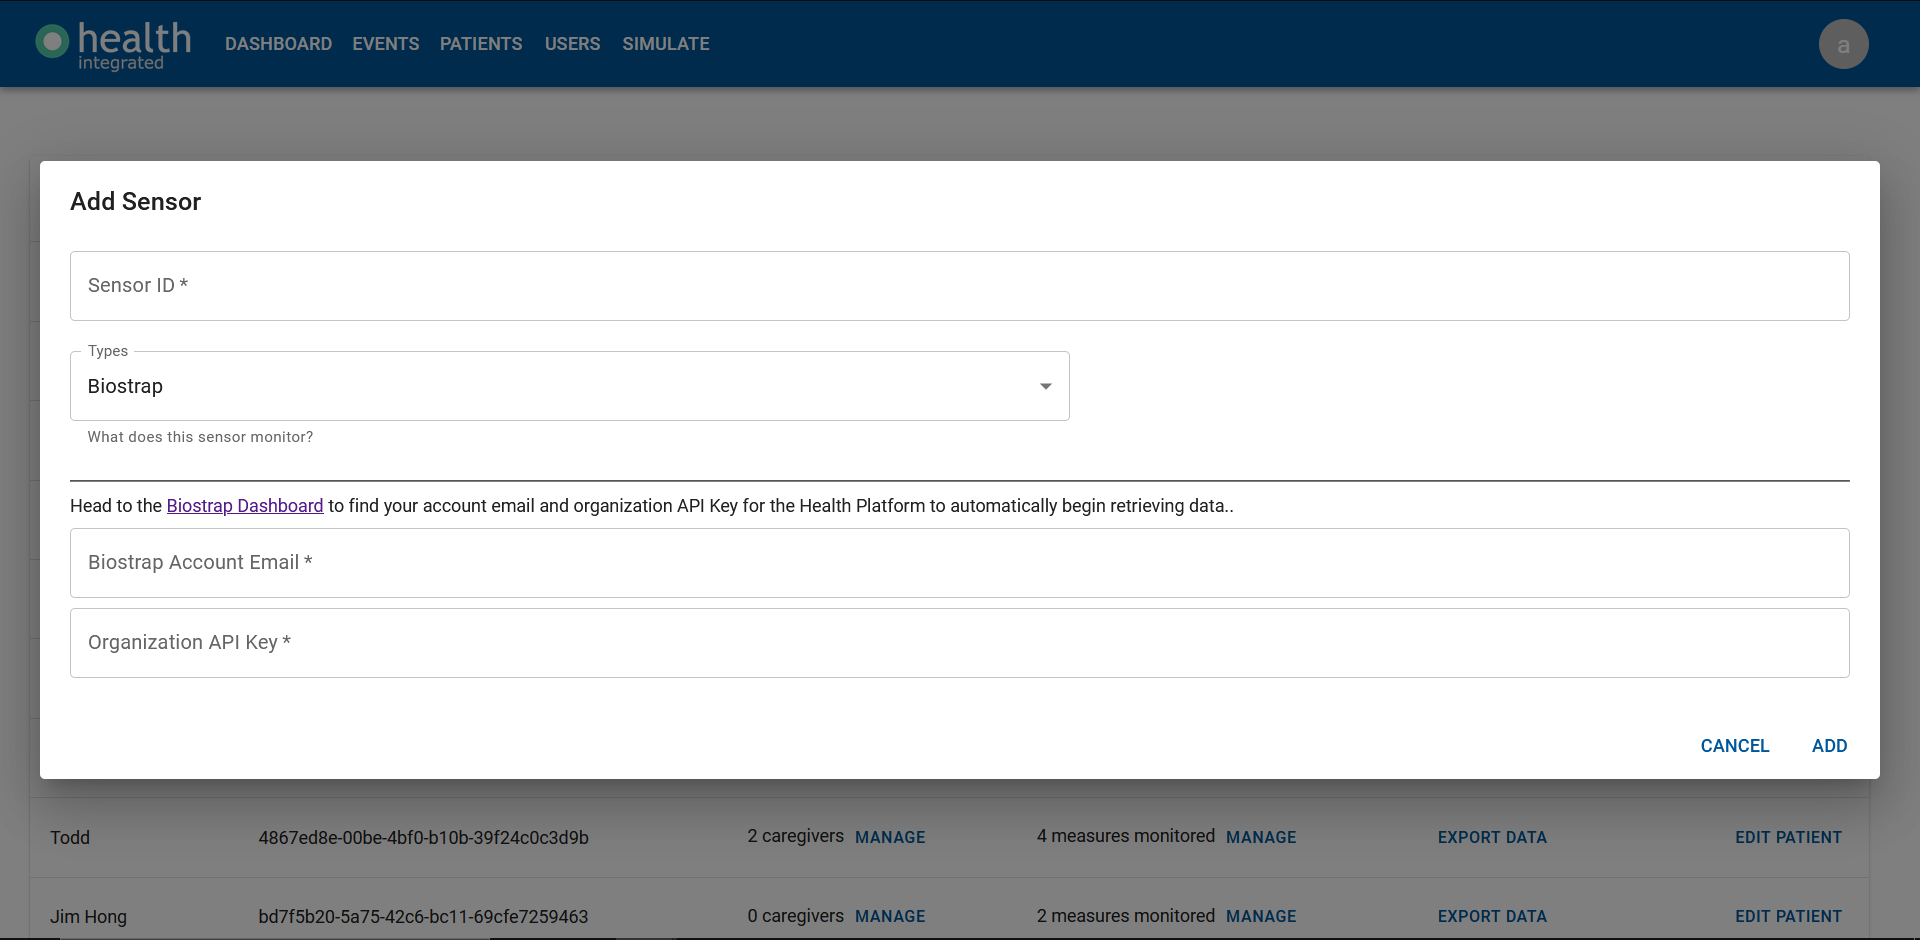 health
integrated
DASHBOARD EVENTS PATIENTS USERS SIMULATE
a
Add Sensor
Sensor ID *
Types
Biostrap
What does this sensor monitor?
Head to the Biostrap Dashboard to find your account email and organization API Key for the Health Platform to automatically begin retrieving data..
Biostrap Account Email *
Organization API Key *
CANCEL ADD
Todd 4867ed8e-00be-4bf0-b10b-39f24c0c3d9b 2 caregivers MANAGE 4 measures monitored MANAGE EXPORT DATA EDIT PATIENT
Jim Hong bd7f5b20-5a75-42c6-bc11-69cfe7259463 0 caregivers MANAGE 2 measures monitored MANAGE EXPORT DATA EDIT PATIENT